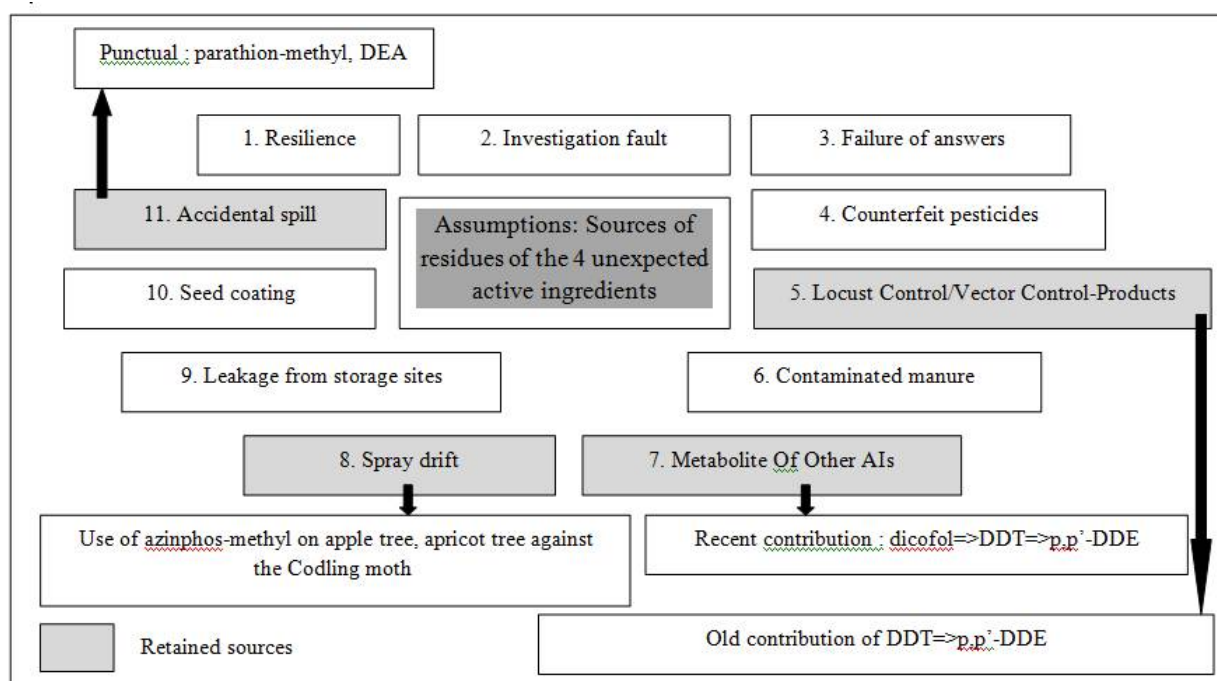 Punctual : parathion-methyl, DEA
1. Resilience
2. Investigation fault
3. Failure of answers
11. Accidental spill
Assumptions: Sources of
residues of the 4 unexpected
active ingredients
4. Counterfeit pesticides
10. Seed coating
5. Locust Control/Vector Control-Products
9. Leakage from storage sites
6. Contaminated manure
8. Spray drift
7. Metabolite Of Other AIs
Use of azinphos-methyl on apple tree, apricot tree against
the Codling moth
Recent contribution : dicofol=>DDT=>p,p’-DDE
Retained sources
Old contribution of DDT=>p,p’-DDE